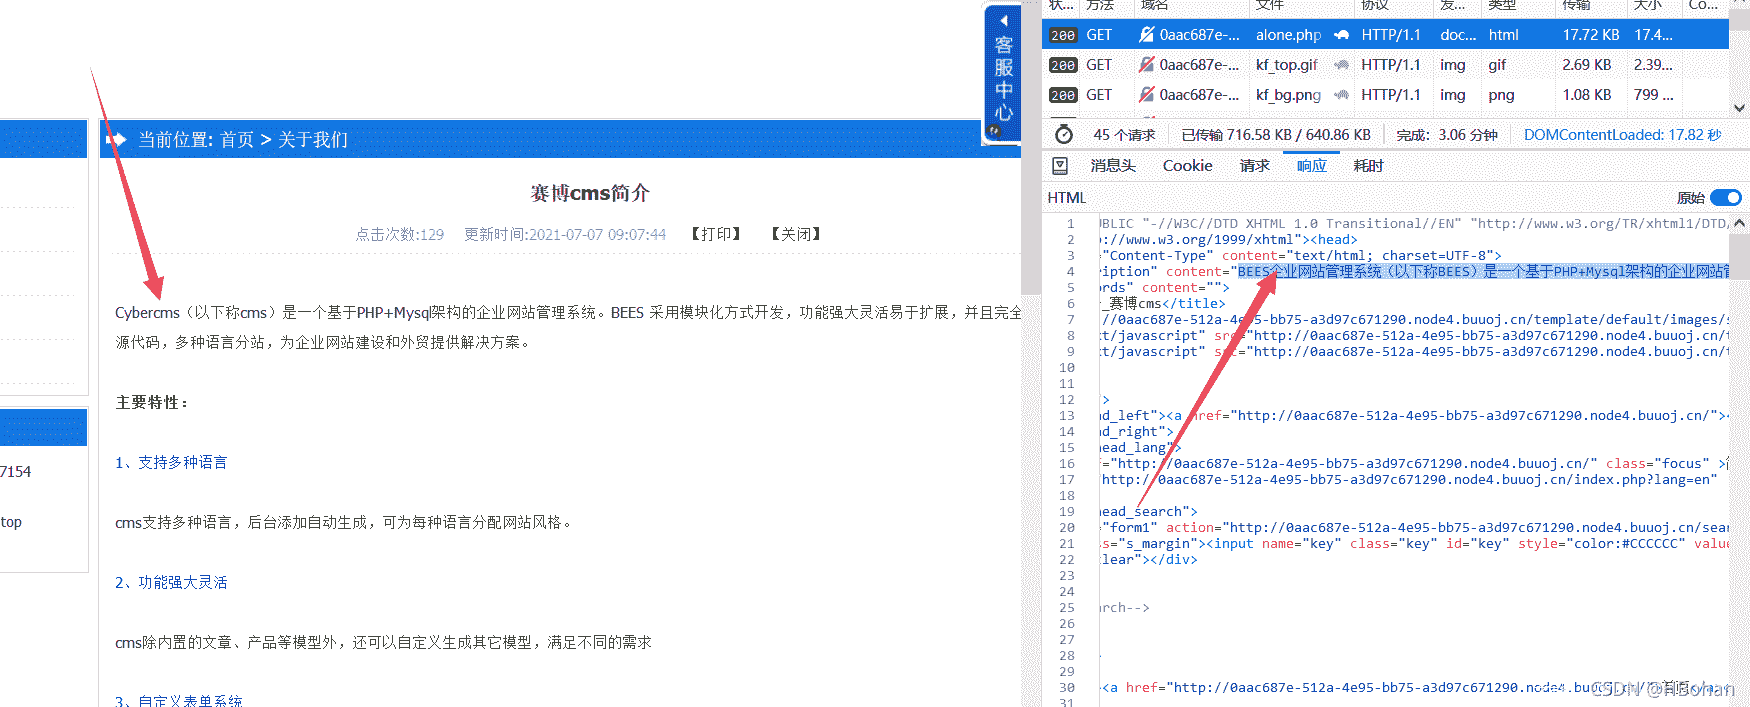 客服中心
7154
top
当前位置: 首页 > 关于我们
赛博cms简介
点击次数:129 更新时间:2021-07-07 09:07:44 【打印】 【关闭】
Cybercms（以下称cms）是一个基于PHP+Mysql架构的企业网站管理系统。BEES 采用模块化方式开发，功能强大灵活易于扩展，并且完全
源代码，多种语言分站，为企业网站建设和外贸提供解决方案。
主要特性：
1、支持多种语言
cms支持多种语言，后台添加自动生成，可为每种语言分配网站风格。
2、功能强大灵活
cms除内置的文章、产品等模型外，还可以自定义生成其它模型，满足不同的需求
3、自定义表单系统
状... 方法 域名 文件 协议 发... 类型 传输 大小 Co...
200 GET 0aac687e-... alone.php HTTP/1.1 doc... html 17.72 KB 17.4...
200 GET 0aac687e-... kf_top.gif HTTP/1.1 img gif 2.69 KB 2.39...
200 GET 0aac687e-... kf_bg.png HTTP/1.1 img png 1.08 KB 799 ...
45 个请求 已传输 716.58 KB / 640.86 KB 完成: 3.06 分钟 DOMContentLoaded: 17.82 秒
消息头 Cookie 请求 响应 耗时
HTML 原始
1 UBLIC "-//W3C//DTD XHTML 1.0 Transitional//EN" "http://www.w3.org/TR/xhtml1/DTD/
2 ://www.w3.org/1999/xhtml"><head>
3 ="Content-Type" content="text/html; charset=UTF-8">
4 ription" content="BEES企业网站管理系统（以下称BEES）是一个基于PHP+Mysql架构的企业网站管
5 ords" content="">
6 _赛博cms</title>
7 ://0aac687e-512a-4e95-bb75-a3d97c671290.node4.buuoj.cn/template/default/images/s
8 xt/javascript" src="http://0aac687e-512a-4e95-bb75-a3d97c671290.node4.buuoj.cn/t
9 xt/javascript" src="http://0aac687e-512a-4e95-bb75-a3d97c671290.node4.buuoj.cn/t
10
11
12 >
13 ad_left"><a href="http://0aac687e-512a-4e95-bb75-a3d97c671290.node4.buuoj.cn/"><
14 ad_right">
15 head_lang">
16 ="http://0aac687e-512a-4e95-bb75-a3d97c671290.node4.buuoj.cn/" class="focus" >
17 "http://0aac687e-512a-4e95-bb75-a3d97c671290.node4.buuoj.cn/index.php?lang=en"
18
19 head_search">
20 ="form1" action="http://0aac687e-512a-4e95-bb75-a3d97c671290.node4.buuoj.cn/sear
21 ss="s_margin"><input name="key" class="key" id="key" style="color:#CCCCCC" value
22 clear"></div>
23
24
25 arch-->
26
27
28
29
30 <a href="http://0aac687e-512a-4e95-bb75-a3d97c671290.node4.buuoj.cn/
31
CSDN @HBohan